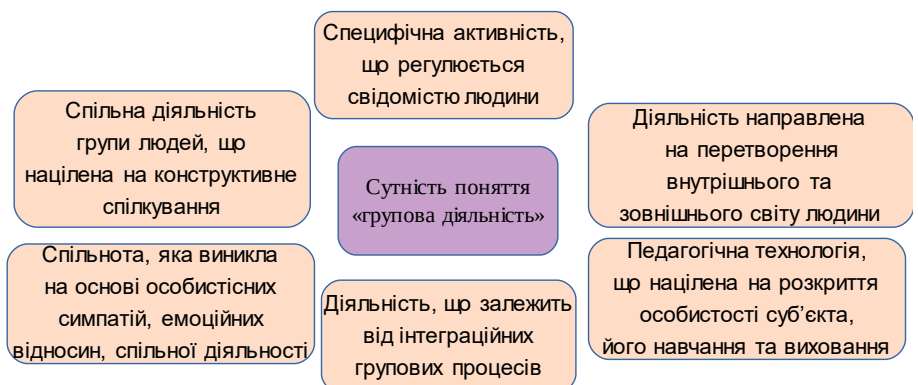 Специфічна активність,
що регулюється
свідомістю людини
Спільна діяльність
групи людей, що
націлена на конструктивне
спілкування
Діяльність направлена
на перетворення
внутрішнього та
зовнішнього світу людини
Сутність поняття
«групова діяльність»
Спільнота, яка виникла
на основі особистісних
симпатій, емоційних
відносин, спільної діяльності
Діяльність, що залежить
від інтеграційних
групових процесів
Педагогічна технологія,
що націлена на розкриття
особистості суб’єкта,
його навчання та виховання